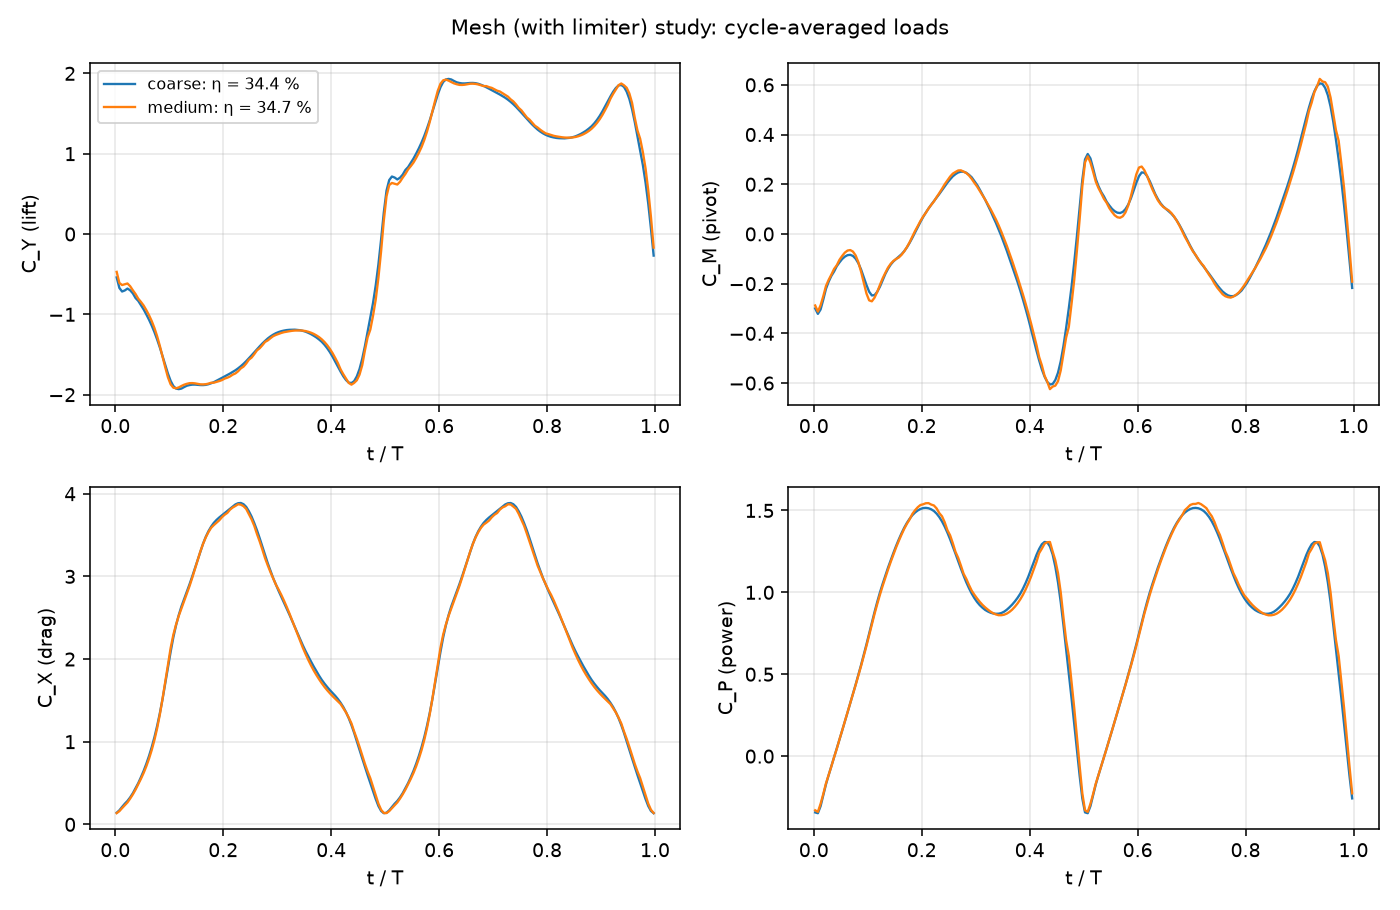 Mesh (with limiter) study: cycle-averaged loads
C_Y (lift)
2
1
0
−1
−2
coarse: η = 34.4 %
medium: η = 34.7 %
0.0 0.2 0.4 0.6 0.8 1.0
t / T
C_M (pivot)
0.6
0.4
0.2
0.0
−0.2
−0.4
−0.6
0.0 0.2 0.4 0.6 0.8 1.0
t / T
C_X (drag)
4
3
2
1
0
0.0 0.2 0.4 0.6 0.8 1.0
t / T
C_P (power)
1.5
1.0
0.5
0.0
0.0 0.2 0.4 0.6 0.8 1.0
t / T